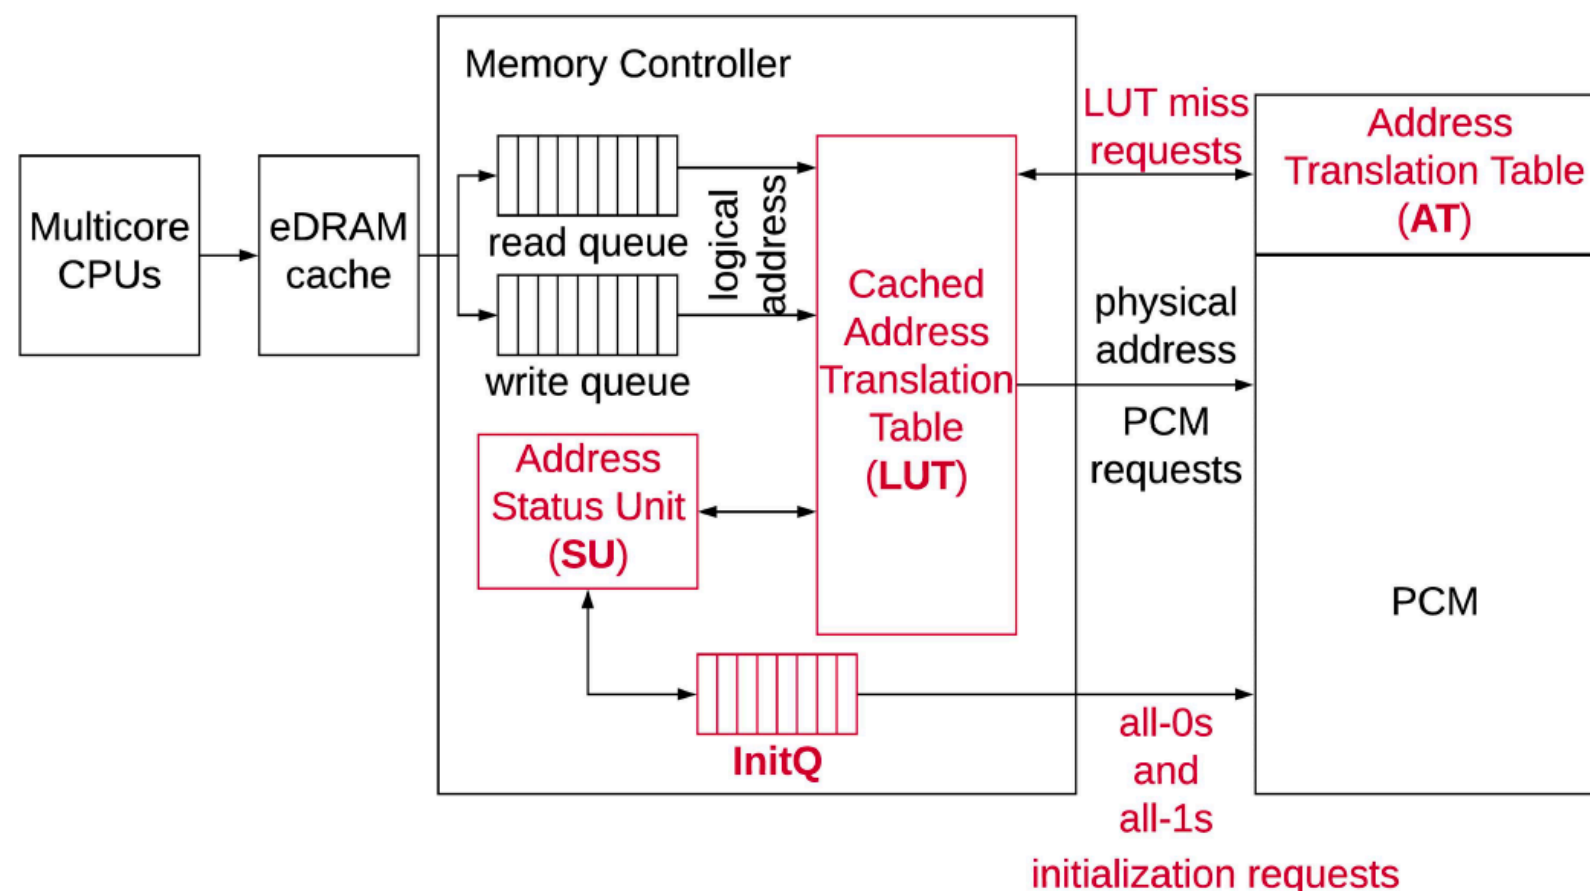 Memory Controller
Multicore
CPUs
eDRAM
cache
read queue
write queue
logical
address
Cached
Address
Translation
Table
(LUT)
Address
Status Unit
(SU)
InitQ
LUT miss
requests
physical
address
PCM
requests
all-0s
and
all-1s
initialization requests
Address
Translation Table
(AT)
PCM